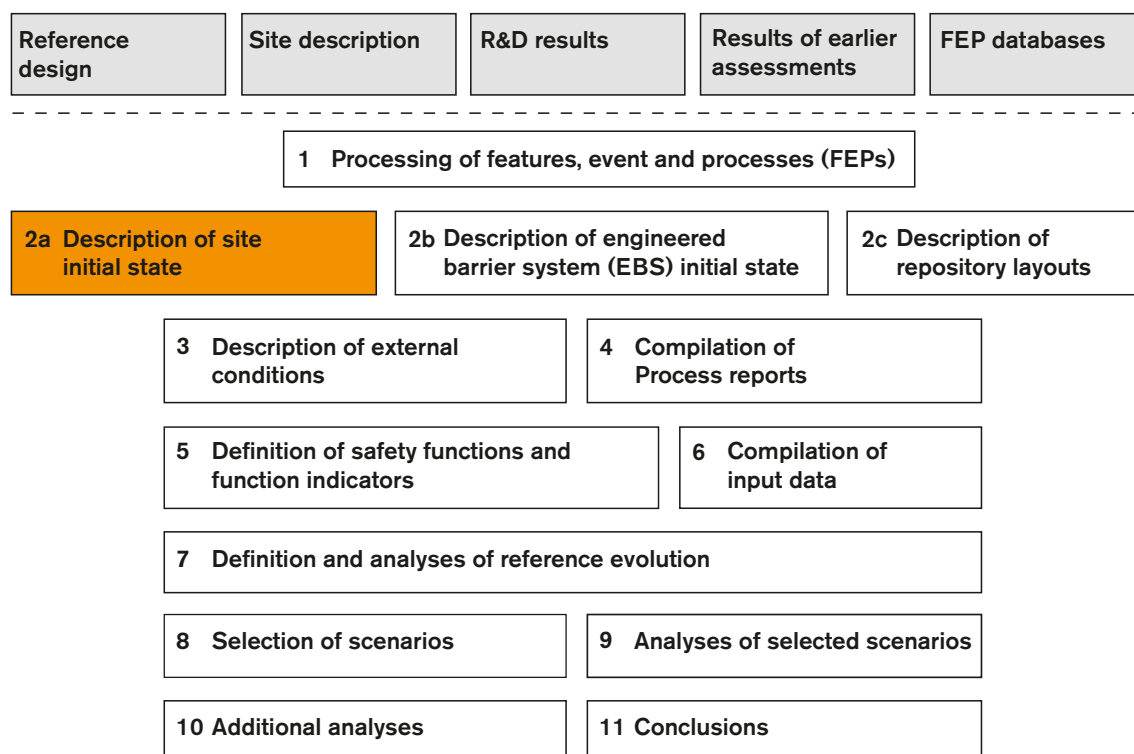 Reference
design
Site description
R&D results
Results of earlier
assessments
FEP databases
1 Processing of features, event and processes (FEPs)
2a Description of site
initial state
2b Description of engineered
barrier system (EBS) initial state
2c Description of
repository layouts
3 Description of external
conditions
4 Compilation of
Process reports
5 Definition of safety functions and
function indicators
6 Compilation of
input data
7 Definition and analyses of reference evolution
8 Selection of scenarios
9 Analyses of selected scenarios
10 Additional analyses
11 Conclusions